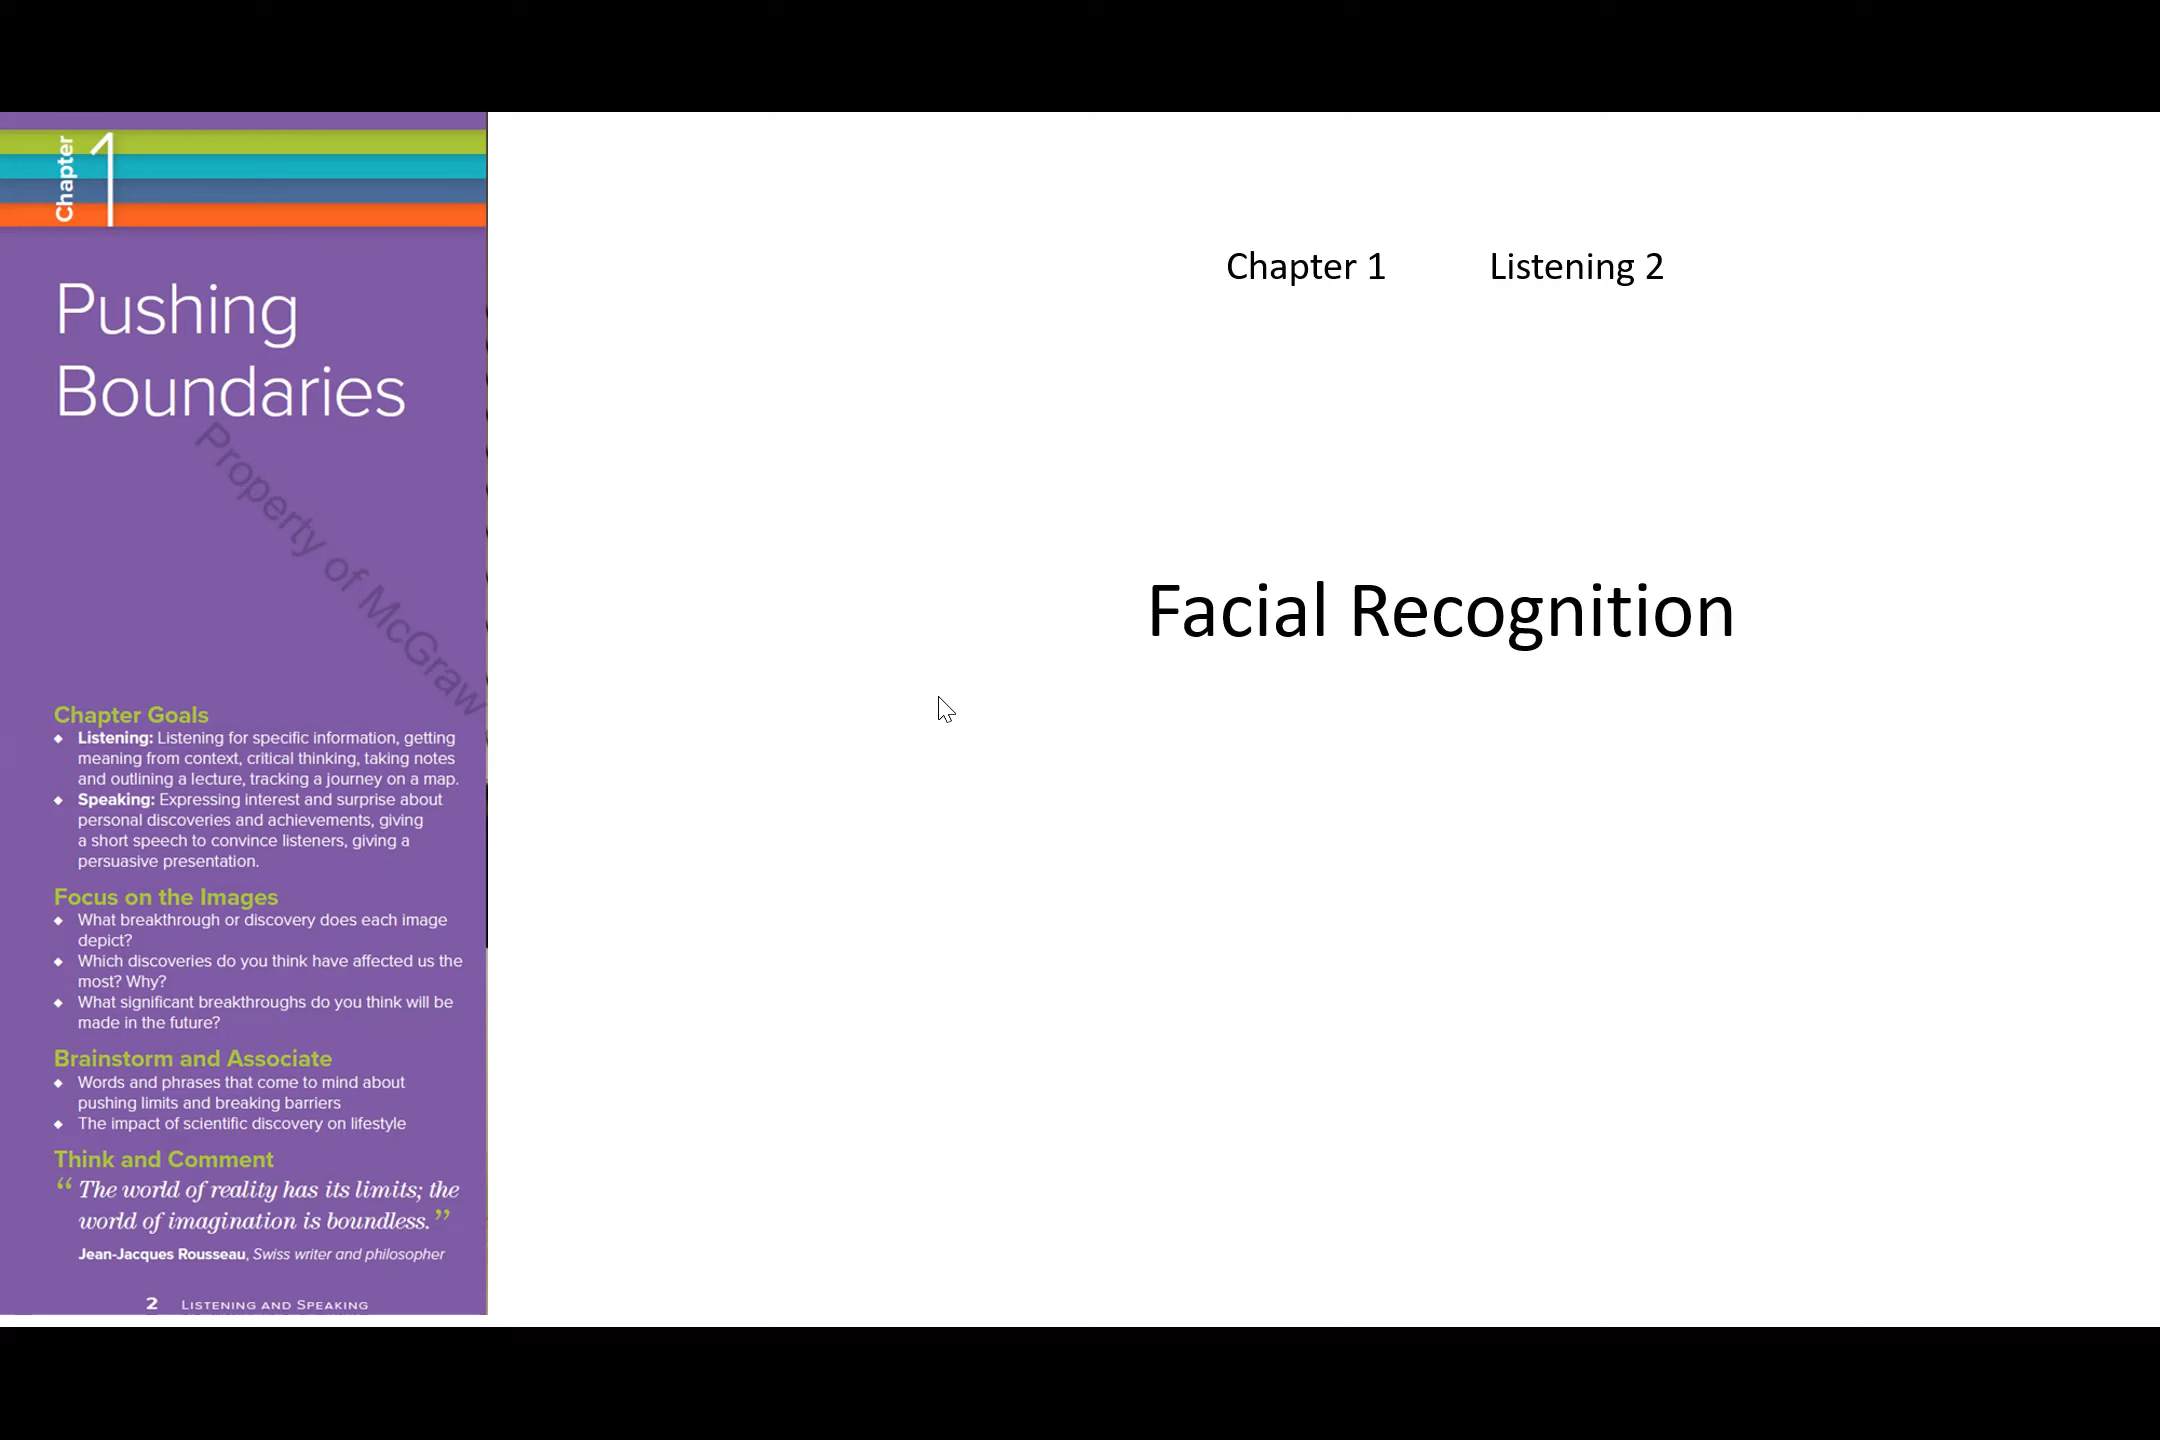 Chapter 1
Pushing
Boundaries
Property of McGraw
Chapter Goals
◆ Listening: Listening for specific information, getting
meaning from context, critical thinking, taking notes
and outlining a lecture, tracking a journey on a map.
◆ Speaking: Expressing interest and surprise about
personal discoveries and achievements, giving
a short speech to convince listeners, giving a
persuasive presentation.
Focus on the Images
◆ What breakthrough or discovery does each image
depict?
◆ Which discoveries do you think have affected us the
most? Why?
◆ What significant breakthroughs do you think will be
made in the future?
Brainstorm and Associate
◆ Words and phrases that come to mind about
pushing limits and breaking barriers
◆ The impact of scientific discovery on lifestyle
Think and Comment
“ The world of reality has its limits; the
world of imagination is boundless.”
Jean-Jacques Rousseau, Swiss writer and philosopher
2 LISTENING AND SPEAKING
Chapter 1 Listening 2
Facial Recognition